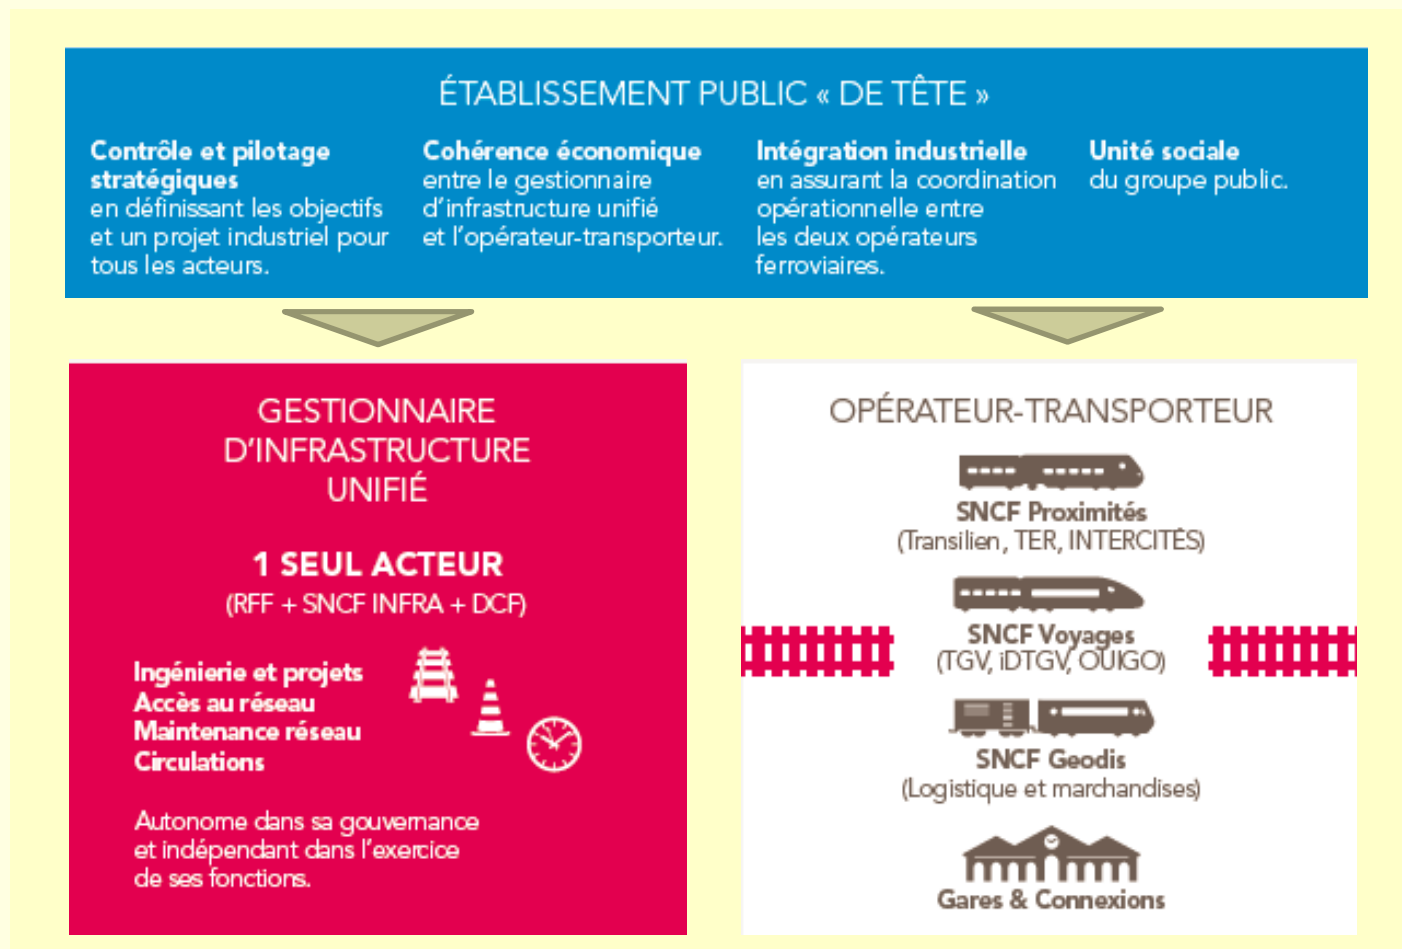 ÉTABLISSEMENT PUBLIC « DE TÊTE »
Contrôle et pilotage
stratégiques
en définissant les objectifs
et un projet industriel pour
tous les acteurs.
Cohérence économique
entre le gestionnaire
d’infrastructure unifié
et l’opérateur-transporteur.
Intégration industrielle
en assurant la coordination
opérationnelle entre
les deux opérateurs
ferroviaires.
Unité sociale
du groupe public.
GESTIONNAIRE
D’INFRASTRUCTURE
UNIFIÉ
1 SEUL ACTEUR
(RFF + SNCF INFRA + DCF)
Ingénierie et projets
Accès au réseau
Maintenance réseau
Circulations
Autonome dans sa gouvernance
et indépendant dans l’exercice
de ses fonctions.
OPÉRATEUR-TRANSPORTEUR
SNCF Proximités
(Transilien, TER, INTERCITÉS)
SNCF Voyages
(TGV, iDTGV, OUIGO)
SNCF Geodis
(Logistique et marchandises)
Gares & Connexions